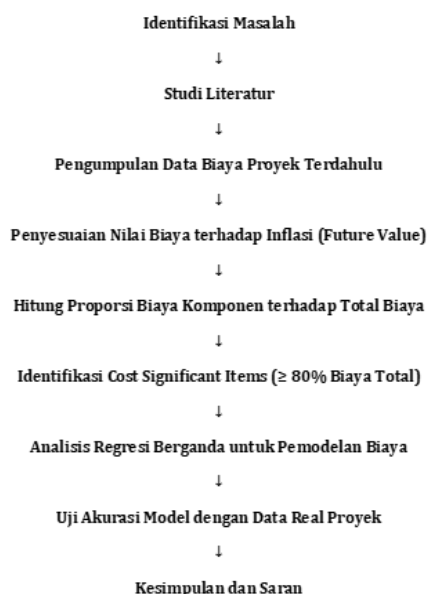 Identifikasi Masalah
↓
Studi Literatur
↓
Pengumpulan Data Biaya Proyek Terdahulu
↓
Penyesuaian Nilai Biaya terhadap Inflasi (Future Value)
↓
Hitung Proporsi Biaya Komponen terhadap Total Biaya
↓
Identifikasi Cost Significant Items (≥ 80% Biaya Total)
↓
Analisis Regresi Berganda untuk Pemodelan Biaya
↓
Uji Akurasi Model dengan Data Real Proyek
↓
Kesimpulan dan Saran